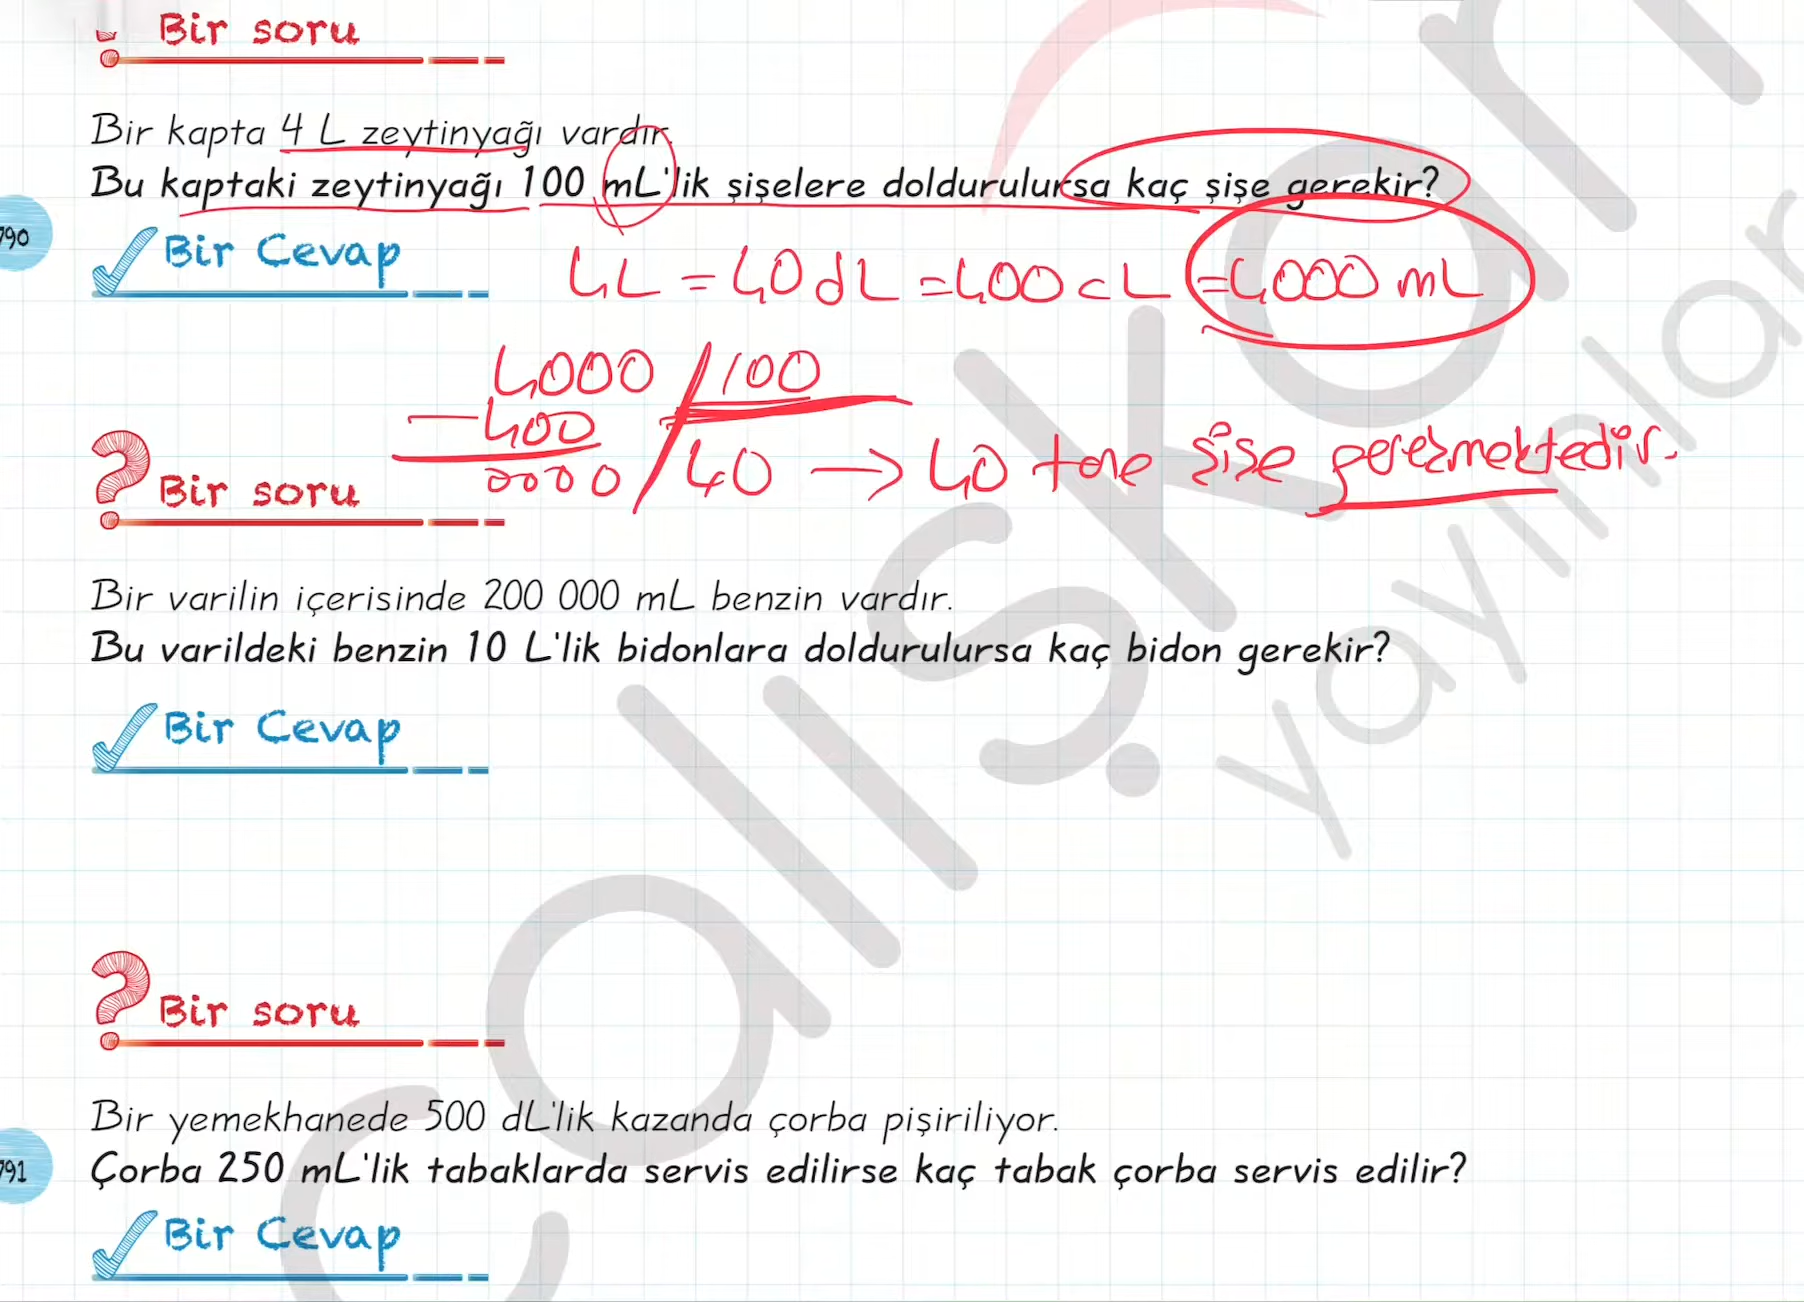 Bir soru
Bir kapta 4 L zeytinyağı vardır.
Bu kaptaki zeytinyağı 100 mL'lik şişelere doldurulursa kaç şişe gerekir?
790
Bir Cevap
4L = 40 dL = 400 cL = 4000 mL
4000 100
- 400
0000 40 → 40 tane şişe gerekmektedir.
? Bir soru
Bir varilin içerisinde 200 000 mL benzin vardır.
Bu varildeki benzin 10 L'lik bidonlara doldurulursa kaç bidon gerekir?
Bir Cevap
? Bir soru
Bir yemekhanede 500 dL'lik kazanda çorba pişiriliyor.
791
Çorba 250 mL'lik tabaklarda servis edilirse kaç tabak çorba servis edilir?
Bir Cevap
çalışkan
yayınları